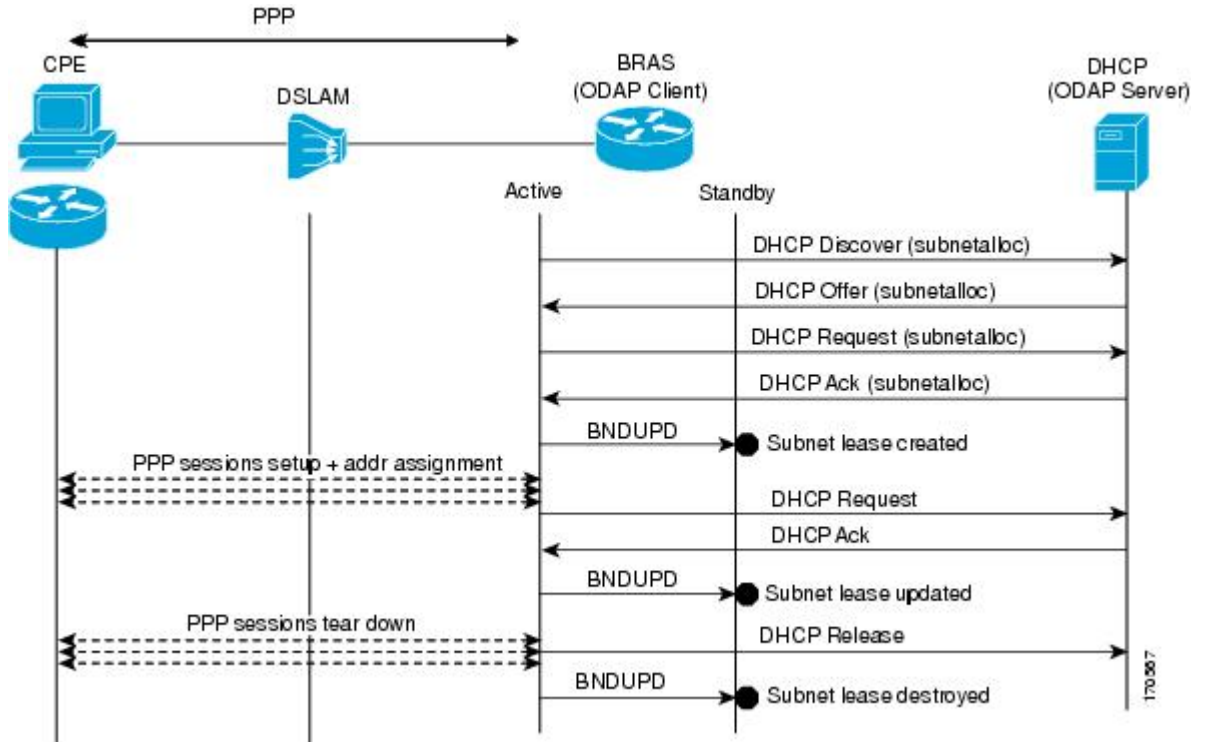 PPP
CPE
DSLAM
BRAS
(ODAP Client)
DHCP
(ODAP Server)
Active
Standby
DHCP Discover (subnetalloc)
DHCP Offer (subnetalloc)
DHCP Request (subnetalloc)
DHCP Ack (subnetalloc)
BNDUPD
Subnet lease created
PPP sessions setup + addr assignment
DHCP Request
DHCP Ack
BNDUPD
Subnet lease updated
PPP sessions tear down
DHCP Release
BNDUPD
Subnet lease destroyed
170567